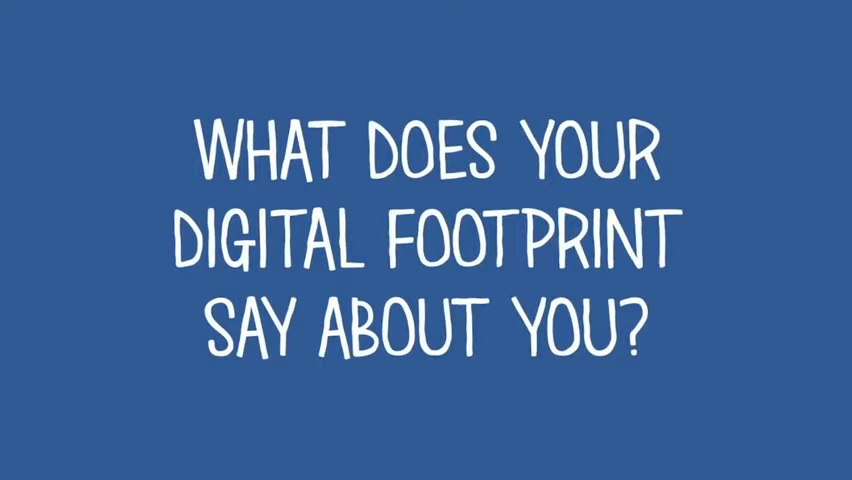 WHAT DOES YOUR
DIGITAL FOOTPRINT
SAY ABOUT YOU?